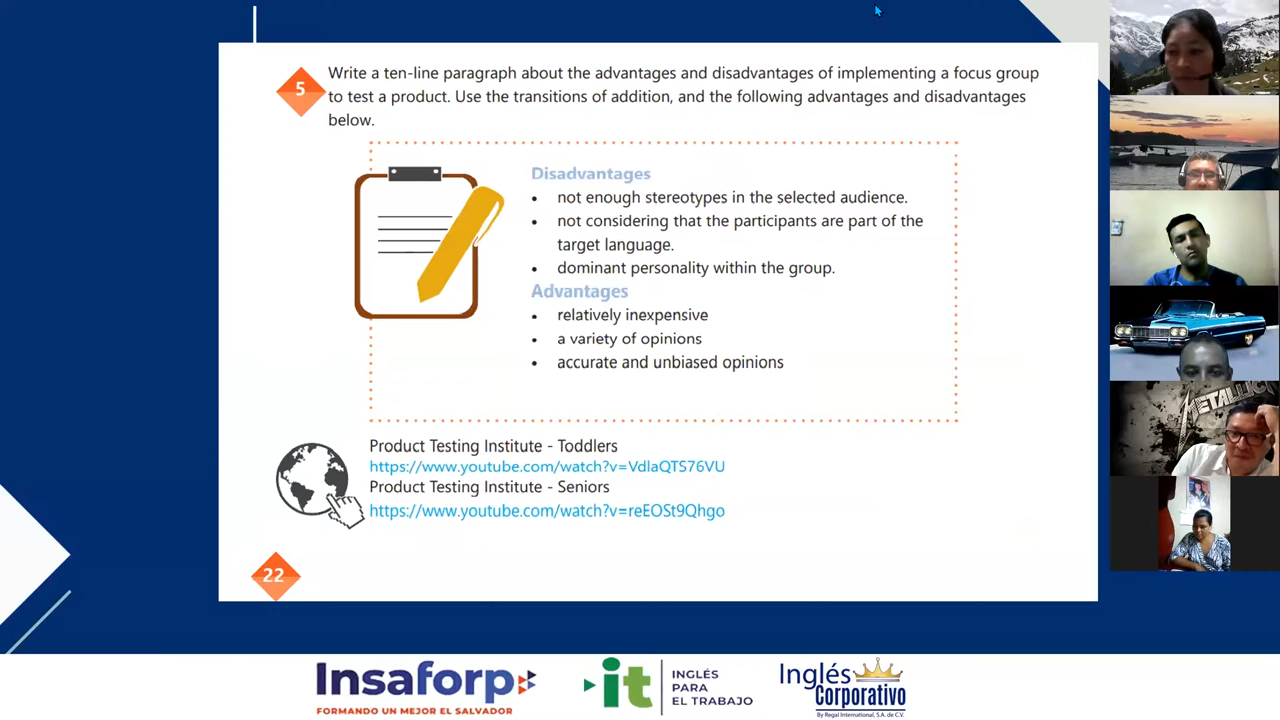 5
Write a ten-line paragraph about the advantages and disadvantages of implementing a focus group
to test a product. Use the transitions of addition, and the following advantages and disadvantages
below.
Disadvantages
• not enough stereotypes in the selected audience.
• not considering that the participants are part of the
target language.
• dominant personality within the group.
Advantages
• relatively inexpensive
• a variety of opinions
• accurate and unbiased opinions
Product Testing Institute - Toddlers
https://www.youtube.com/watch?v=VdlaQTS76VU
Product Testing Institute - Seniors
https://www.youtube.com/watch?v=reEOSt9Qhgo
22
Insaforp
FORMANDO UN MEJOR EL SALVADOR
it
INGLÉS
PARA
EL TRABAJO
Inglés
Corporativo
By Regal International, S.A. de C.V.
METALLICA